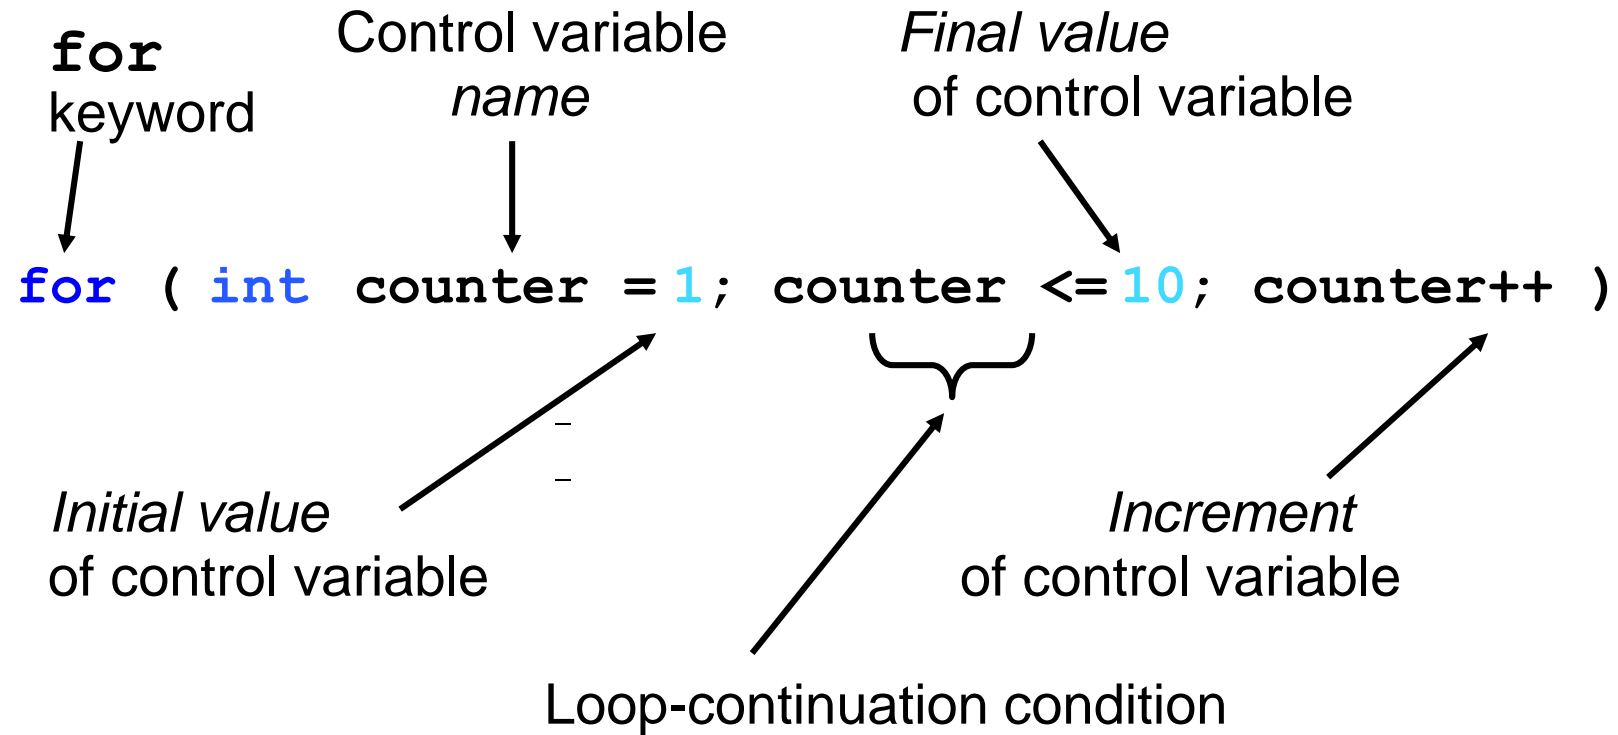 for
keyword
Control variable
name
Final value
of control variable
for ( int counter = 1; counter <= 10; counter++ )
Initial value
of control variable
Increment
of control variable
Loop-continuation condition